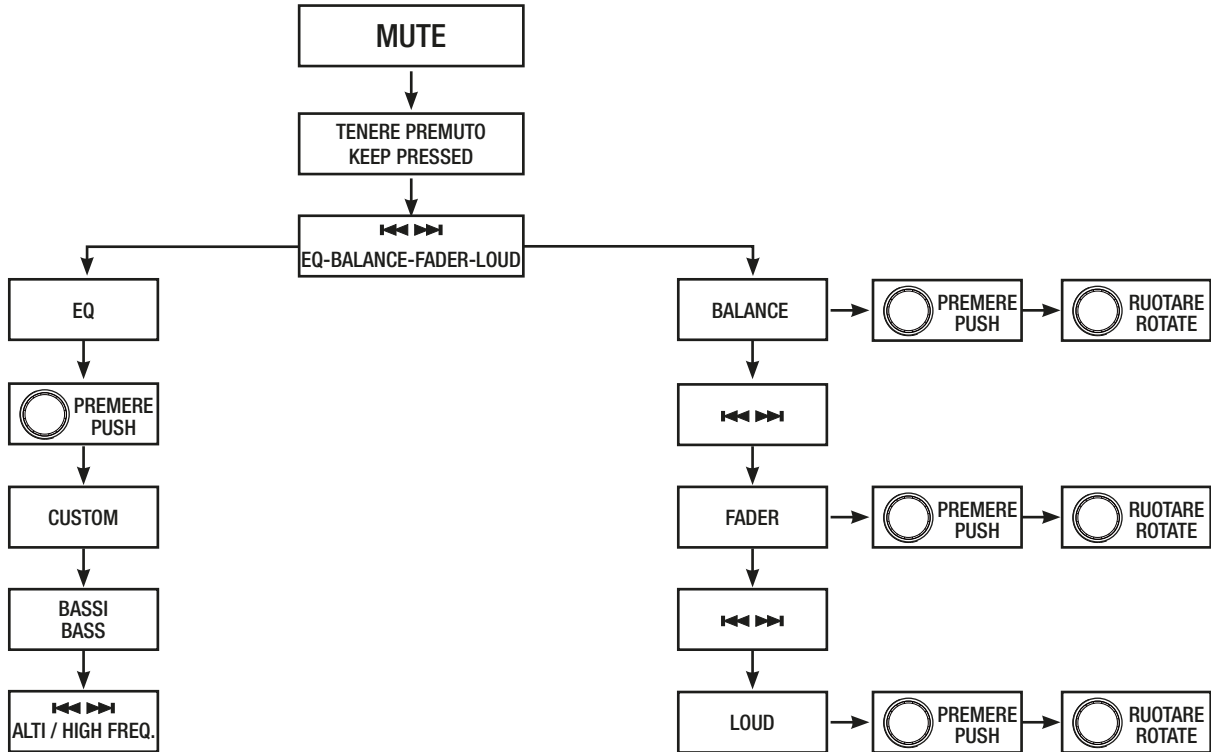 MUTE
TENERE PREMUTO
KEEP PRESSED
EQ-BALANCE-FADER-LOUD
EQ
PREMERE
PUSH
CUSTOM
BASSI
BASS
ALTI / HIGH FREQ.
BALANCE
PREMERE
PUSH
RUOTARE
ROTATE
FADER
PREMERE
PUSH
RUOTARE
ROTATE
LOUD
PREMERE
PUSH
RUOTARE
ROTATE